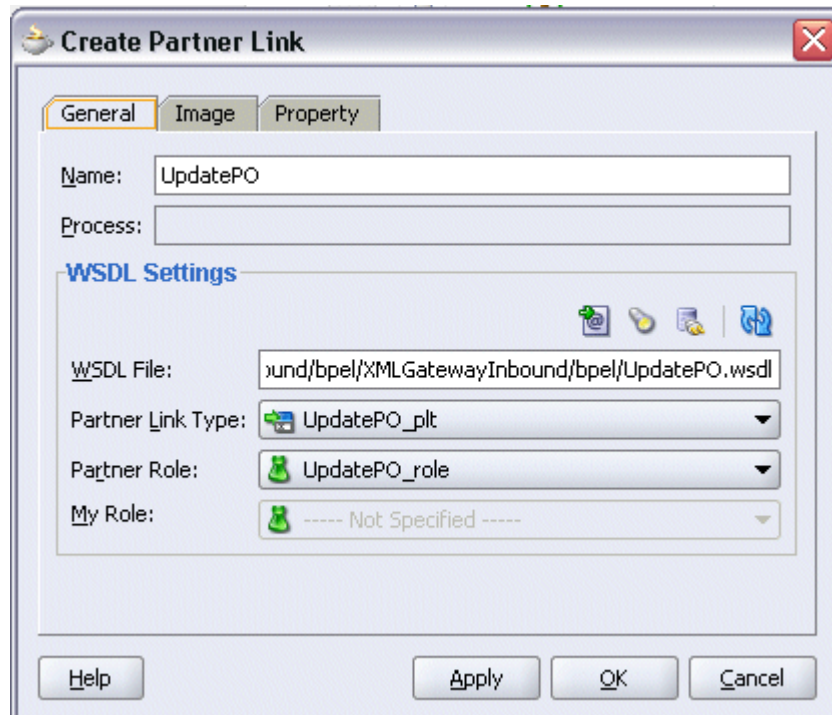 Create Partner Link
General Image Property
Name: UpdatePO
Process:
WSDL Settings
WSDL File: ound/bpel/XMLGatewayInbound/bpel/UpdatePO.wsdl
Partner Link Type: UpdatePO_plt
Partner Role: UpdatePO_role
My Role: ----- Not Specified -----
Help Apply OK Cancel